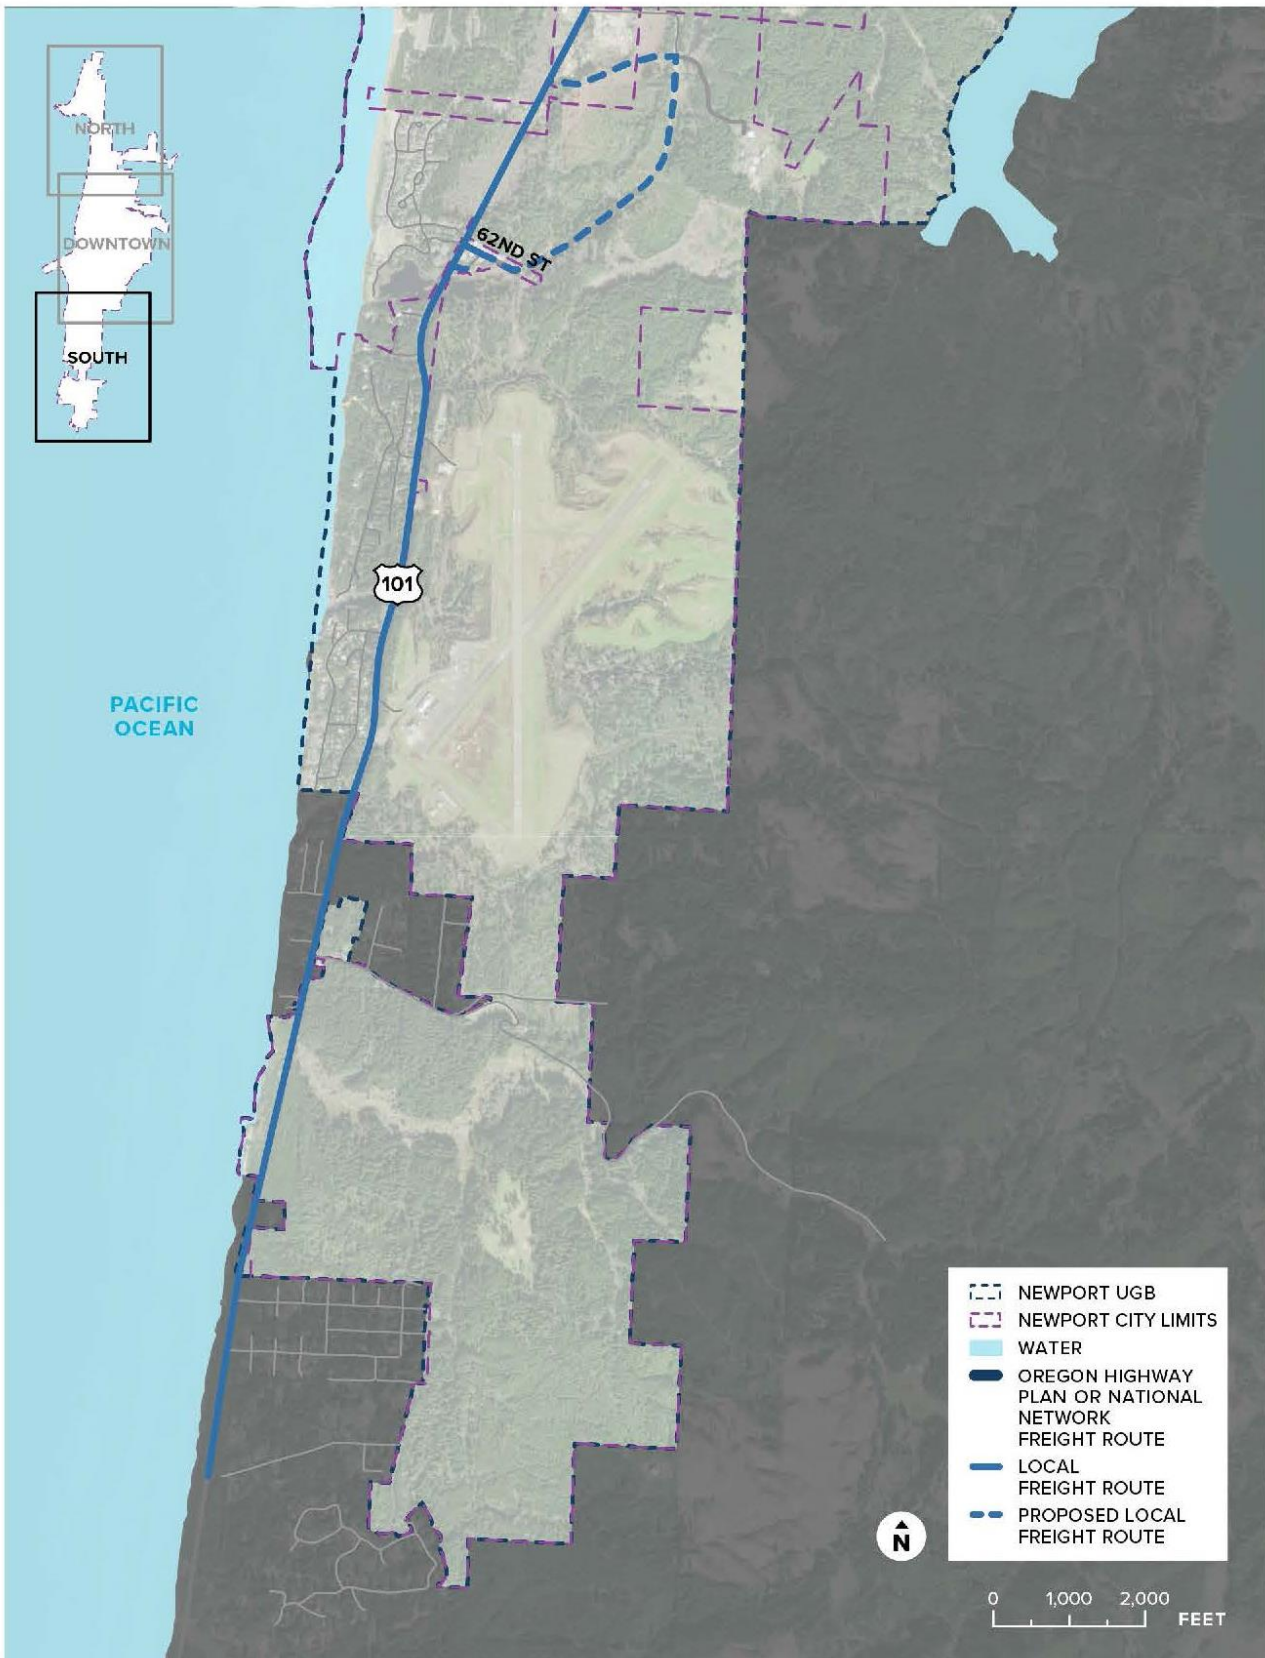 NORTH
DOWNTOWN
SOUTH
62ND ST
101
PACIFIC
OCEAN
NEWPORT UGB
NEWPORT CITY LIMITS
WATER
OREGON HIGHWAY
PLAN OR NATIONAL
NETWORK
FREIGHT ROUTE
LOCAL
FREIGHT ROUTE
PROPOSED LOCAL
FREIGHT ROUTE
N
0 1,000 2,000
FEET